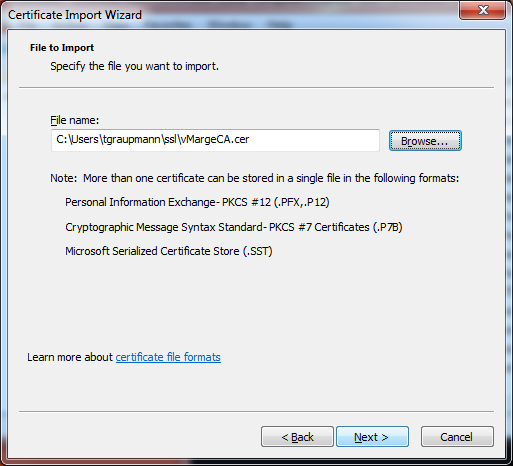 Certificate Import Wizard
File to Import
Specify the file you want to import.
File name:
C:\Users\tgraupmann\ssl\vMargeCA.cer
Browse...
Note: More than one certificate can be stored in a single file in the following formats:
Personal Information Exchange- PKCS #12 (.PFX,.P12)
Cryptographic Message Syntax Standard- PKCS #7 Certificates (.P7B)
Microsoft Serialized Certificate Store (.SST)
Learn more about certificate file formats
< Back
Next >
Cancel